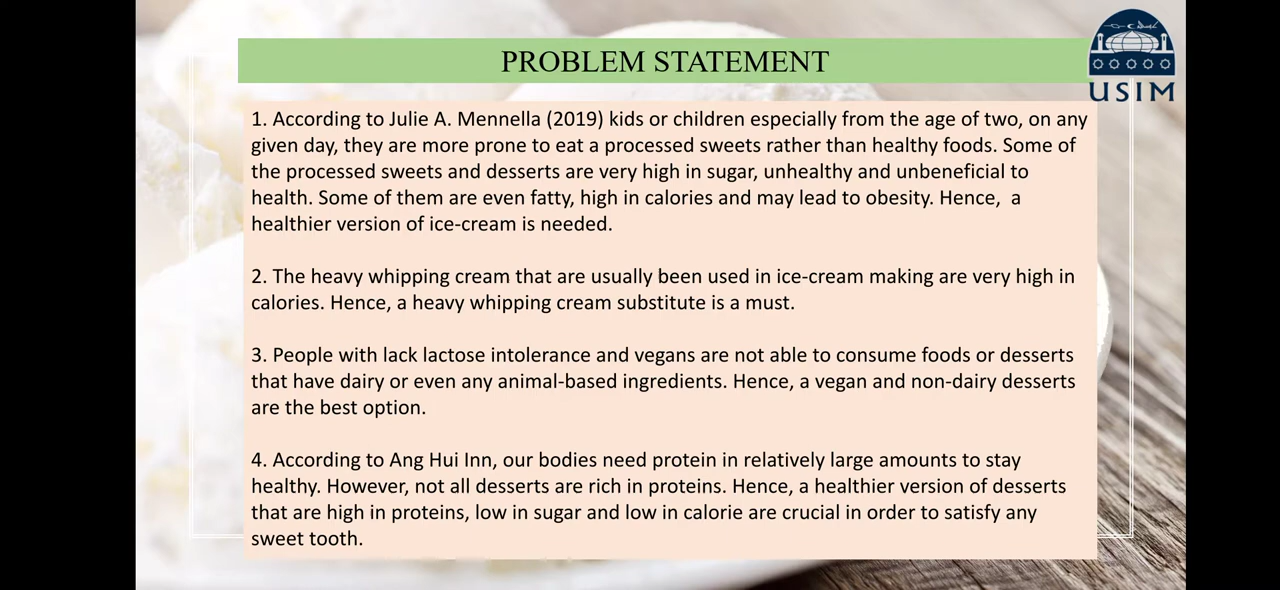 PROBLEM STATEMENT
USIM
1. According to Julie A. Mennella (2019) kids or children especially from the age of two, on any
given day, they are more prone to eat a processed sweets rather than healthy foods. Some of
the processed sweets and desserts are very high in sugar, unhealthy and unbeneficial to
health. Some of them are even fatty, high in calories and may lead to obesity. Hence,  a
healthier version of ice-cream is needed.
2. The heavy whipping cream that are usually been used in ice-cream making are very high in
calories. Hence, a heavy whipping cream substitute is a must.
3. People with lack lactose intolerance and vegans are not able to consume foods or desserts
that have dairy or even any animal-based ingredients. Hence, a vegan and non-dairy desserts
are the best option.
4. According to Ang Hui Inn, our bodies need protein in relatively large amounts to stay
healthy. However, not all desserts are rich in proteins. Hence, a healthier version of desserts
that are high in proteins, low in sugar and low in calorie are crucial in order to satisfy any
sweet tooth.